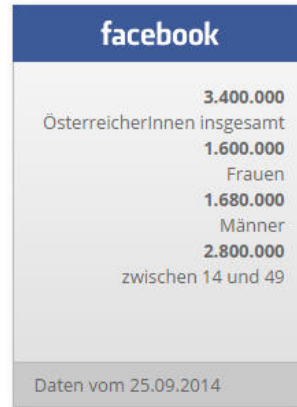 facebook
3.400.000
ÖsterreicherInnen insgesamt
1.600.000
Frauen
1.680.000
Männer
2.800.000
zwischen 14 und 49
Daten vom 25.09.2014